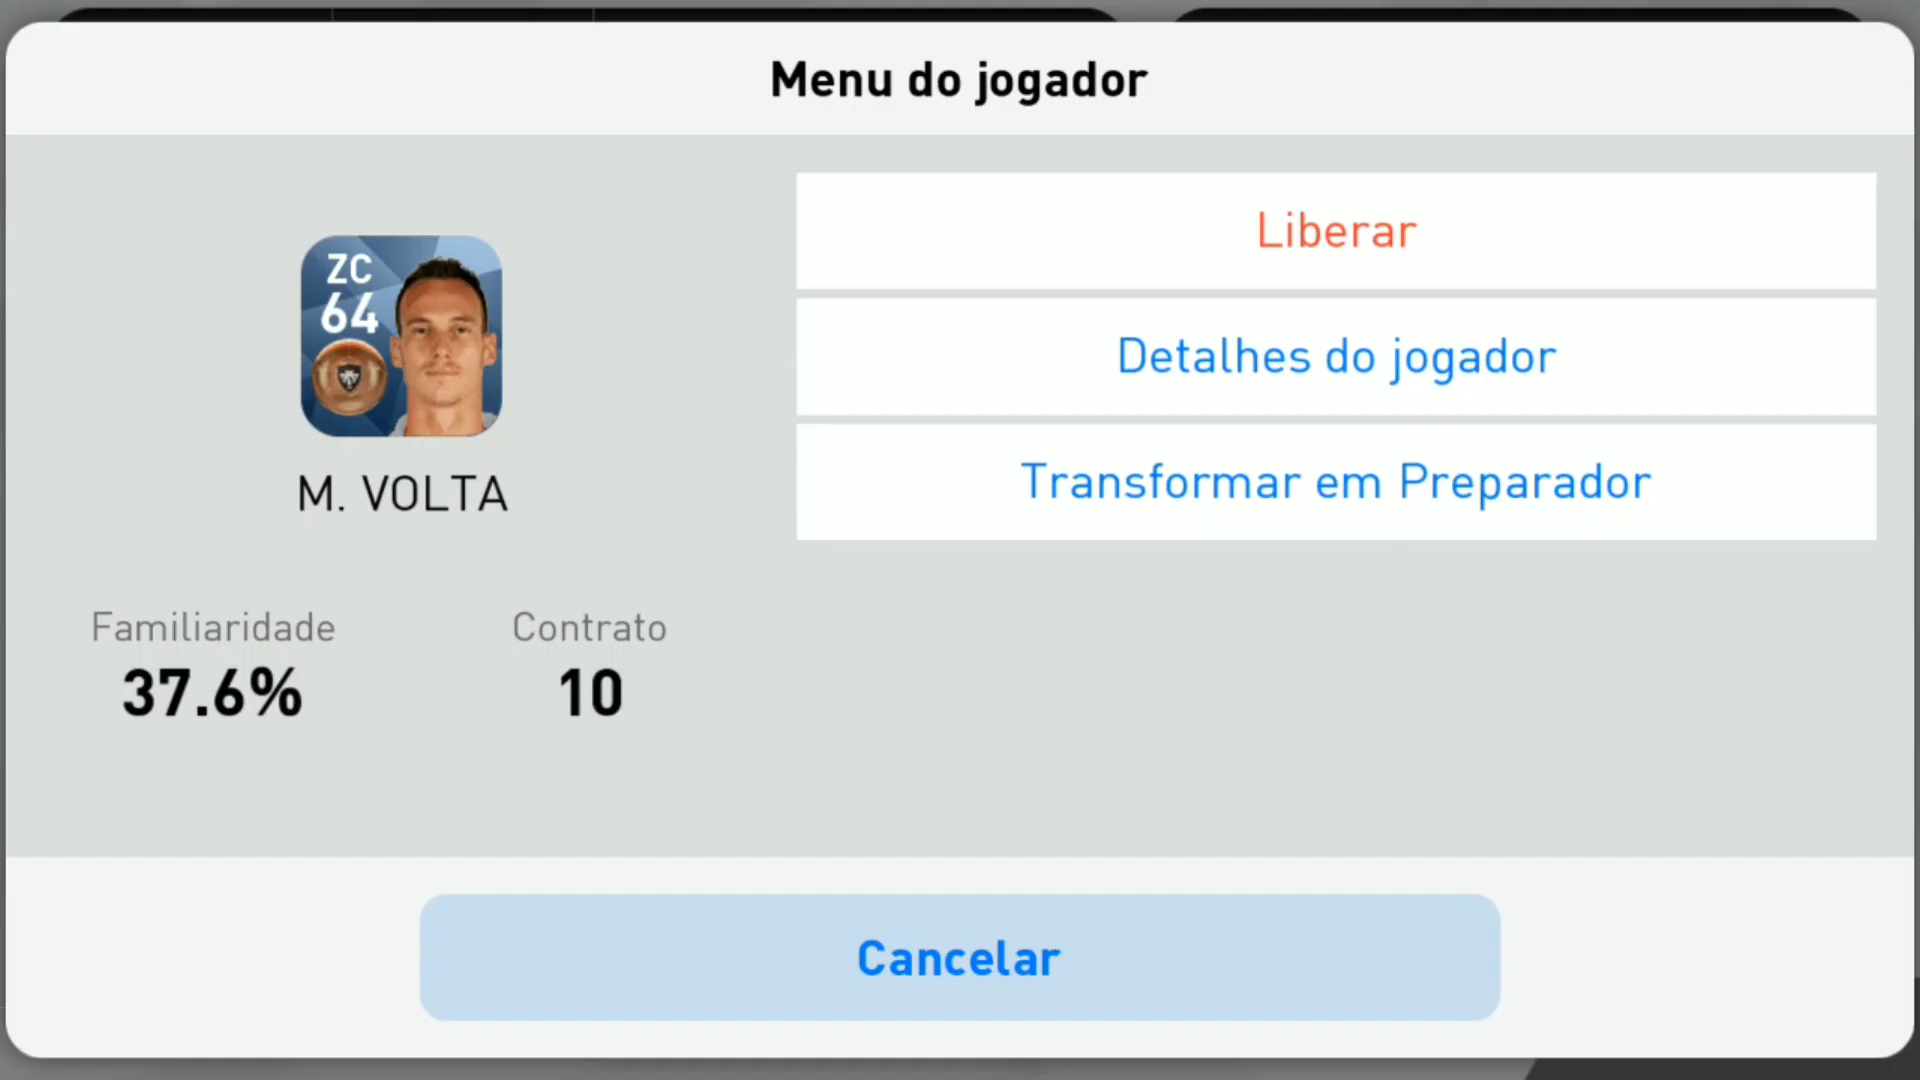 Menu do jogador
ZC
64
M. VOLTA
Familiaridade
37.6%
Contrato
10
Liberar
Detalhes do jogador
Transformar em Preparador
Cancelar